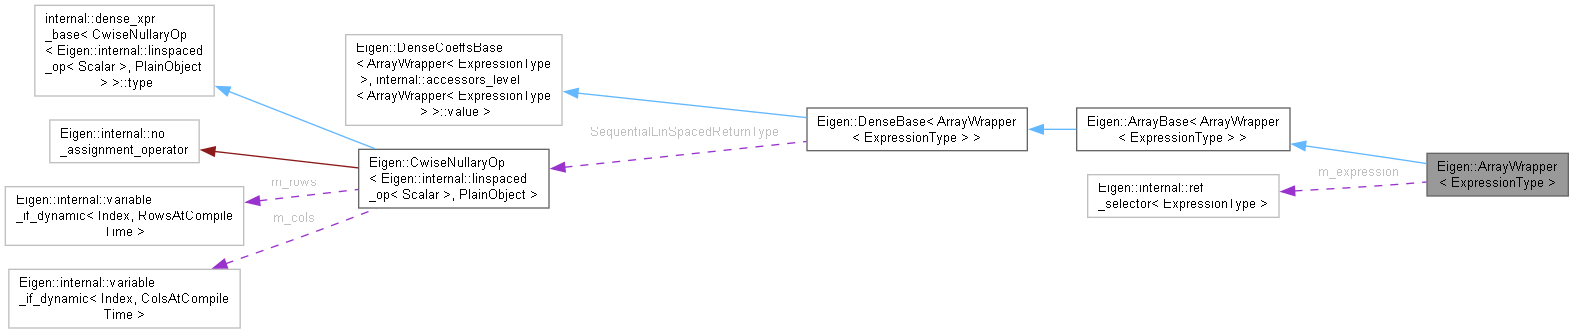 internal::dense_xpr
_base< CwiseNullaryOp
< Eigen::internal::linspaced
_op< Scalar >, PlainObject
> >::type
Eigen::internal::no
_assignment_operator
Eigen::internal::variable
_if_dynamic< Index, RowsAtCompile
Time >
Eigen::internal::variable
_if_dynamic< Index, ColsAtCompile
Time >
m_rows
m_cols
Eigen::DenseCoeffsBase
< ArrayWrapper< ExpressionType
>, internal::accessors_level
< ArrayWrapper< ExpressionType
> >::value >
Eigen::CwiseNullaryOp
< Eigen::internal::linspaced
_op< Scalar >, PlainObject >
SequentialLinSpacedReturnType
Eigen::DenseBase< ArrayWrapper
< ExpressionType > >
Eigen::ArrayBase< ArrayWrapper
< ExpressionType > >
Eigen::internal::ref
_selector< ExpressionType >
m_expression
Eigen::ArrayWrapper
< ExpressionType >